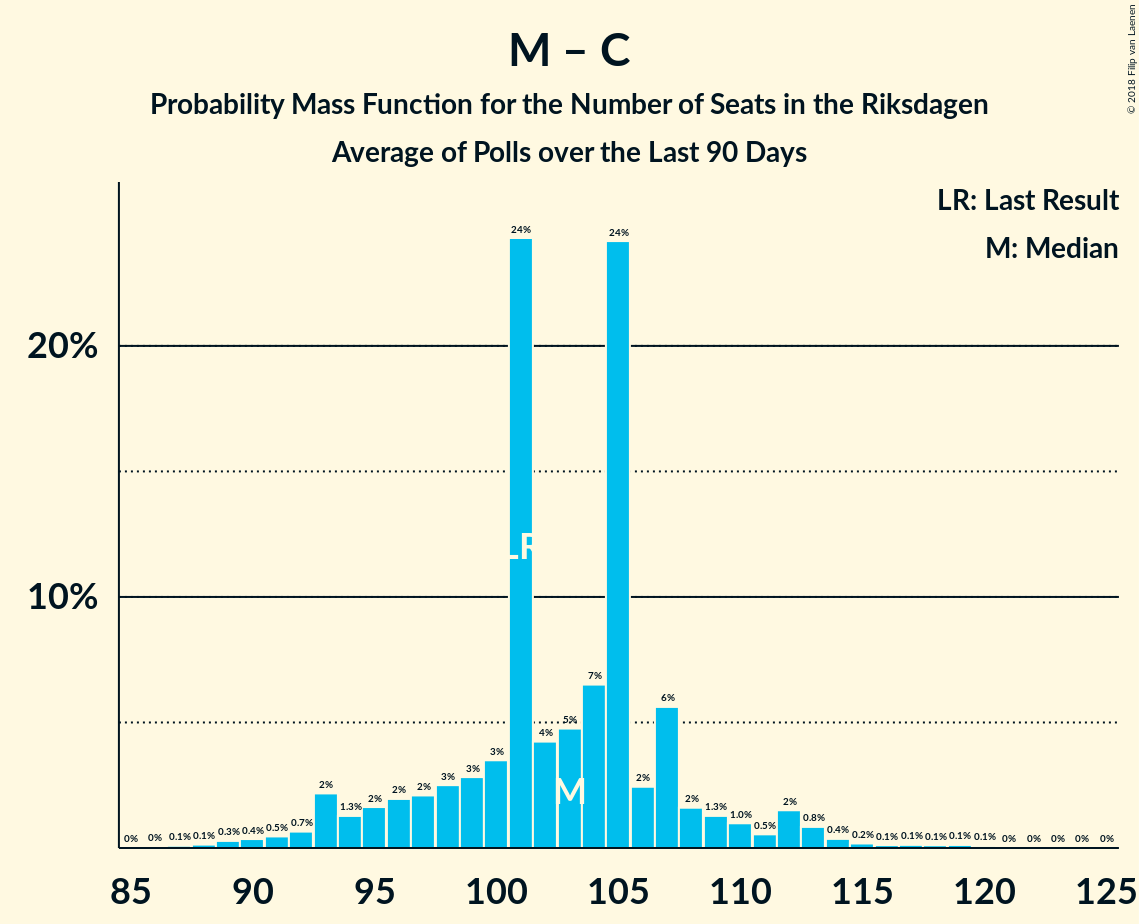 M – C
Probability Mass Function for the Number of Seats in the Riksdagen
Average of Polls over the Last 90 Days
© 2018 Filip van Laenen
LR: Last Result
M: Median
20%
10%
0% 0% 0.1% 0.1% 0.3% 0.4% 0.5% 0.7% 2% 1.3% 2% 2% 2% 3% 3% 3% 24% 4% 5% 7% 24% 2% 6% 2% 1.3% 1.0% 0.5% 2% 0.8% 0.4% 0.2% 0.1% 0.1% 0.1% 0.1% 0.1% 0% 0% 0% 0% 0%
LR
M
85 90 95 100 105 110 115 120 125